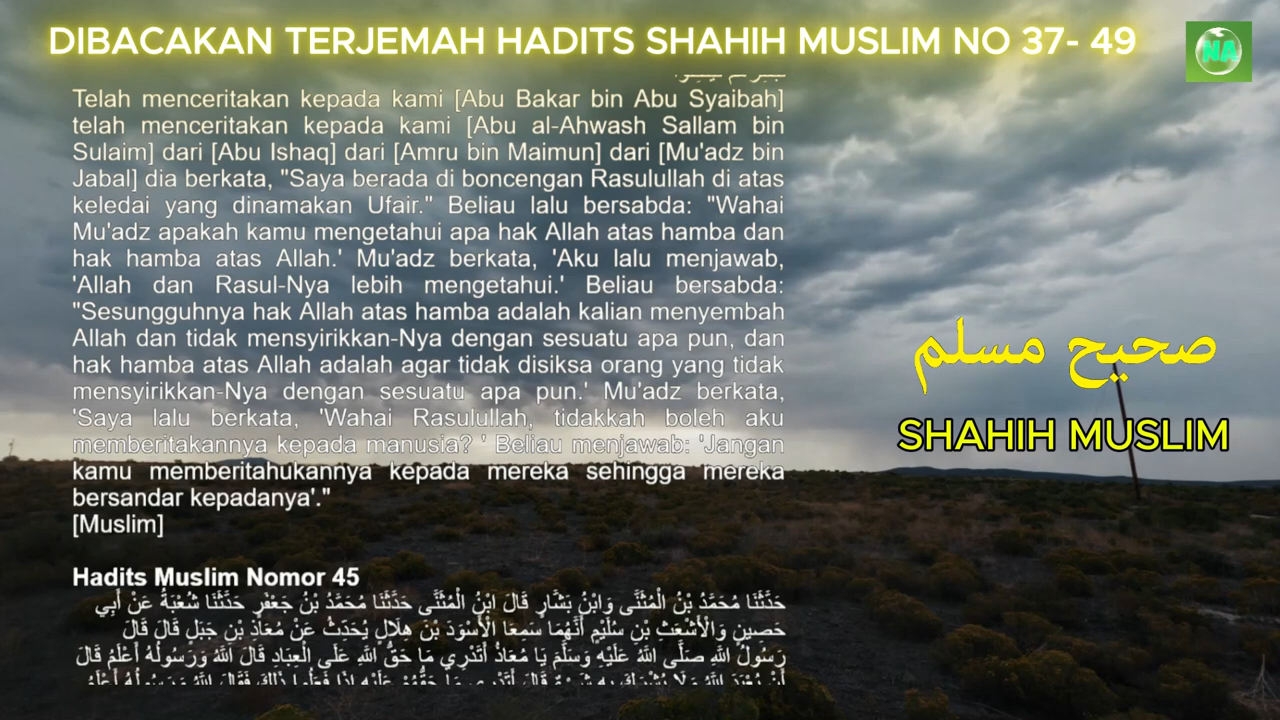 DIBACAKAN TERJEMAH HADITS SHAHIH MUSLIM NO 37- 49
NA
Telah menceritakan kepada kami [Abu Bakar bin Abu Syaibah]
telah menceritakan kepada kami [Abu al-Ahwash Sallam bin
Sulaim] dari [Abu Ishaq] dari [Amru bin Maimun] dari [Mu'adz bin
Jabal] dia berkata, "Saya berada di boncengan Rasulullah di atas
keledai yang dinamakan Ufair." Beliau lalu bersabda: "Wahai
Mu'adz apakah kamu mengetahui apa hak Allah atas hamba dan
hak hamba atas Allah.' Mu'adz berkata, 'Aku lalu menjawab,
'Allah dan Rasul-Nya lebih mengetahui.' Beliau bersabda:
"Sesungguhnya hak Allah atas hamba adalah kalian menyembah
Allah dan tidak mensyirikkan-Nya dengan sesuatu apa pun, dan
hak hamba atas Allah adalah agar tidak disiksa orang yang tidak
mensyirikkan-Nya dengan sesuatu apa pun.' Mu'adz berkata,
'Saya lalu berkata, 'Wahai Rasulullah, tidakkah boleh aku
memberitakannya kepada manusia? ' Beliau menjawab: 'Jangan
kamu memberitahukannya kepada mereka sehingga mereka
bersandar kepadanya'."
[Muslim]
Hadits Muslim Nomor 45
حَدَّثَنَا مُحَمَّدُ بْنُ الْمُثَنَّى وَابْنُ بَشَّارٍ قَالَ ابْنُ الْمُثَنَّى حَدَّثَنَا مُحَمَّدُ بْنُ جَعْفَرٍ حَدَّثَنَا شُعْبَةُ عَنْ أَبِي
حَصِينٍ وَالْأَشْعَثِ بْنِ سُلَيْمٍ أَنَّهُمَا سَمِعَا الْأَسْوَدَ بْنَ هِلَالٍ يُحَدِّثُ عَنْ مُعَاذِ بْنِ جَبَلٍ قَالَ قَالَ
رَسُولُ اللَّهِ صَلَّى اللَّهُ عَلَيْهِ وَسَلَّمَ يَا مُعَاذُ أَتَدْرِي مَا حَقُّ اللَّهِ عَلَى الْعِبَادِ قَالَ اللَّهُ وَرَسُولُهُ أَعْلَمُ قَالَ
صحيح مسلم
SHAHIH MUSLIM